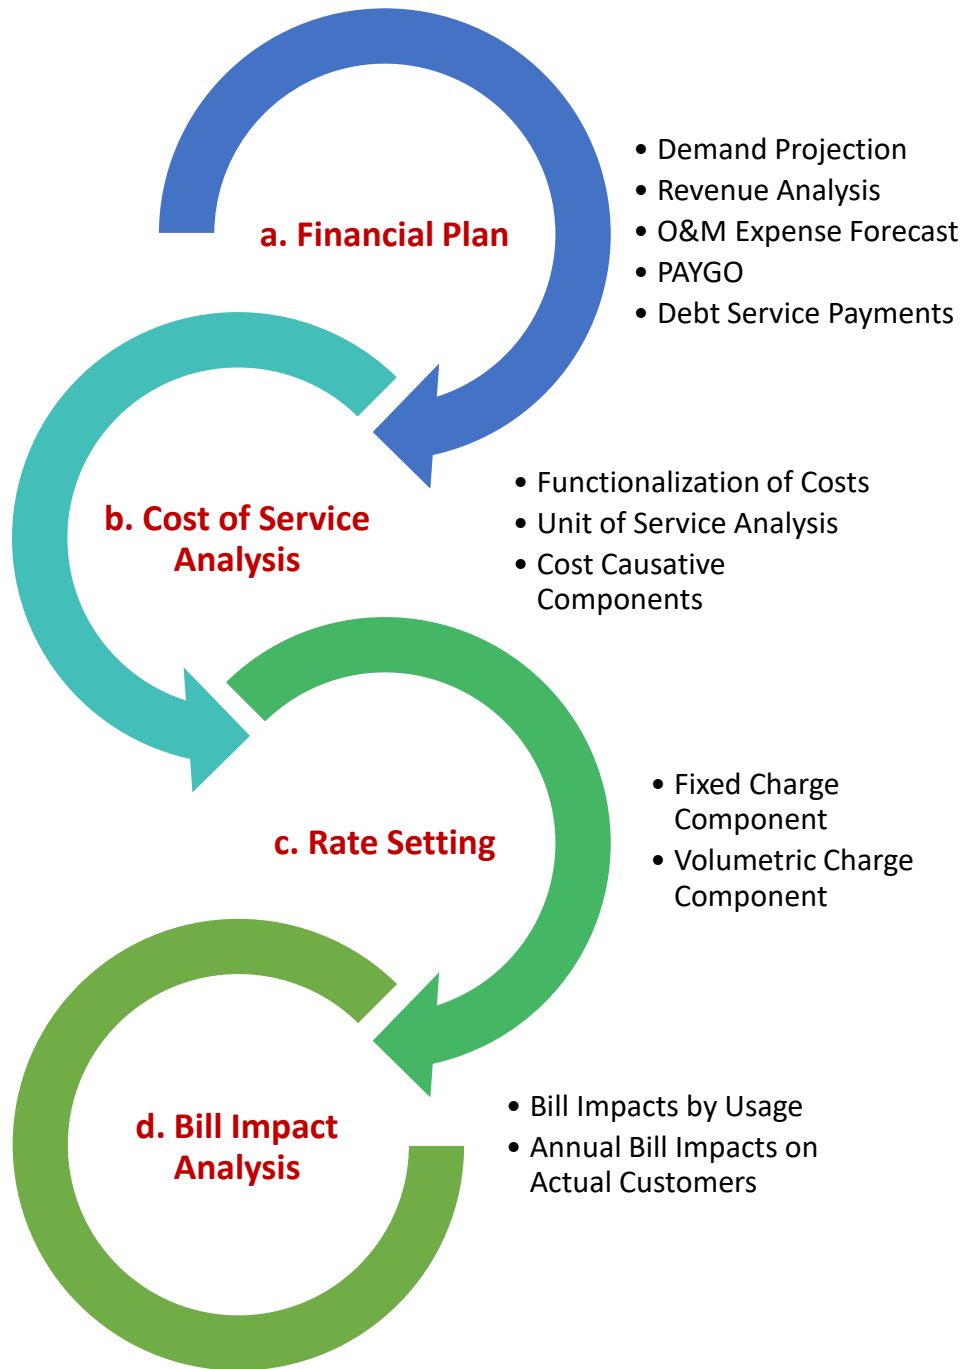 a. Financial Plan
• Demand Projection
• Revenue Analysis
• O&M Expense Forecast
• PAYGO
• Debt Service Payments
b. Cost of Service
Analysis
• Functionalization of Costs
• Unit of Service Analysis
• Cost Causative
Components
c. Rate Setting
• Fixed Charge
Component
• Volumetric Charge
Component
d. Bill Impact
Analysis
• Bill Impacts by Usage
• Annual Bill Impacts on
Actual Customers